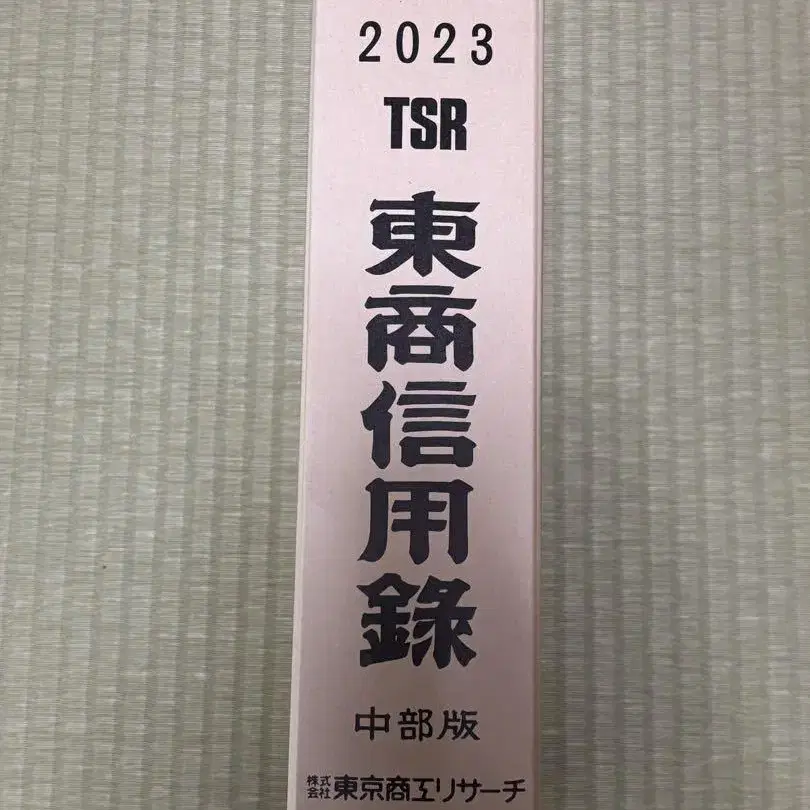 2023
TSR
東商信用録
中部版
株式会社東京商工リサーチ